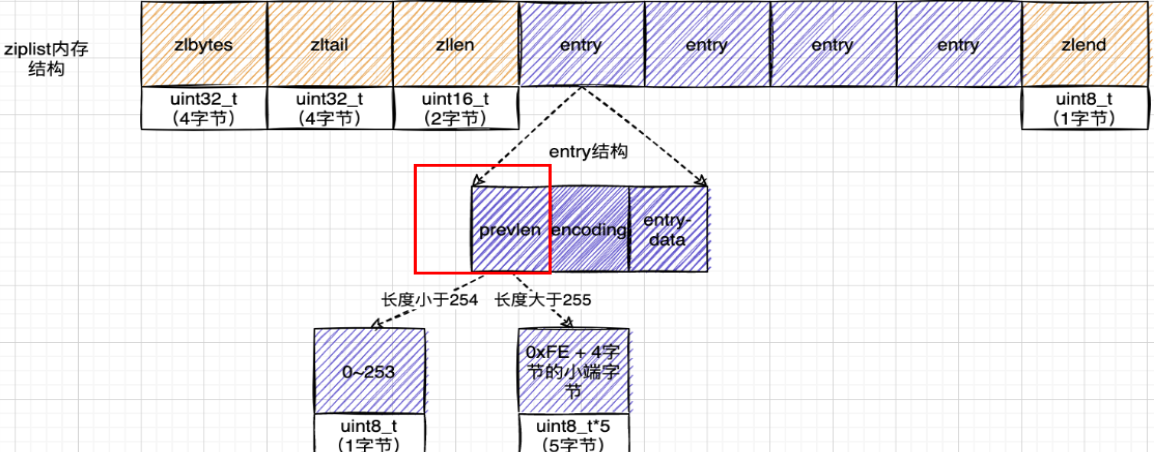 ziplist内存
结构
zlbytes
zltail
zllen
entry
entry
entry
entry
zlend
uint32_t
（4字节）
uint32_t
（4字节）
uint16_t
（2字节）
uint8_t
（1字节）
entry结构
prevlen
encoding
entry-
data
长度小于254
长度大于255
0~253
0xFE + 4字
节的小端字
节
uint8_t
（1字节）
uint8_t*5
（5字节）